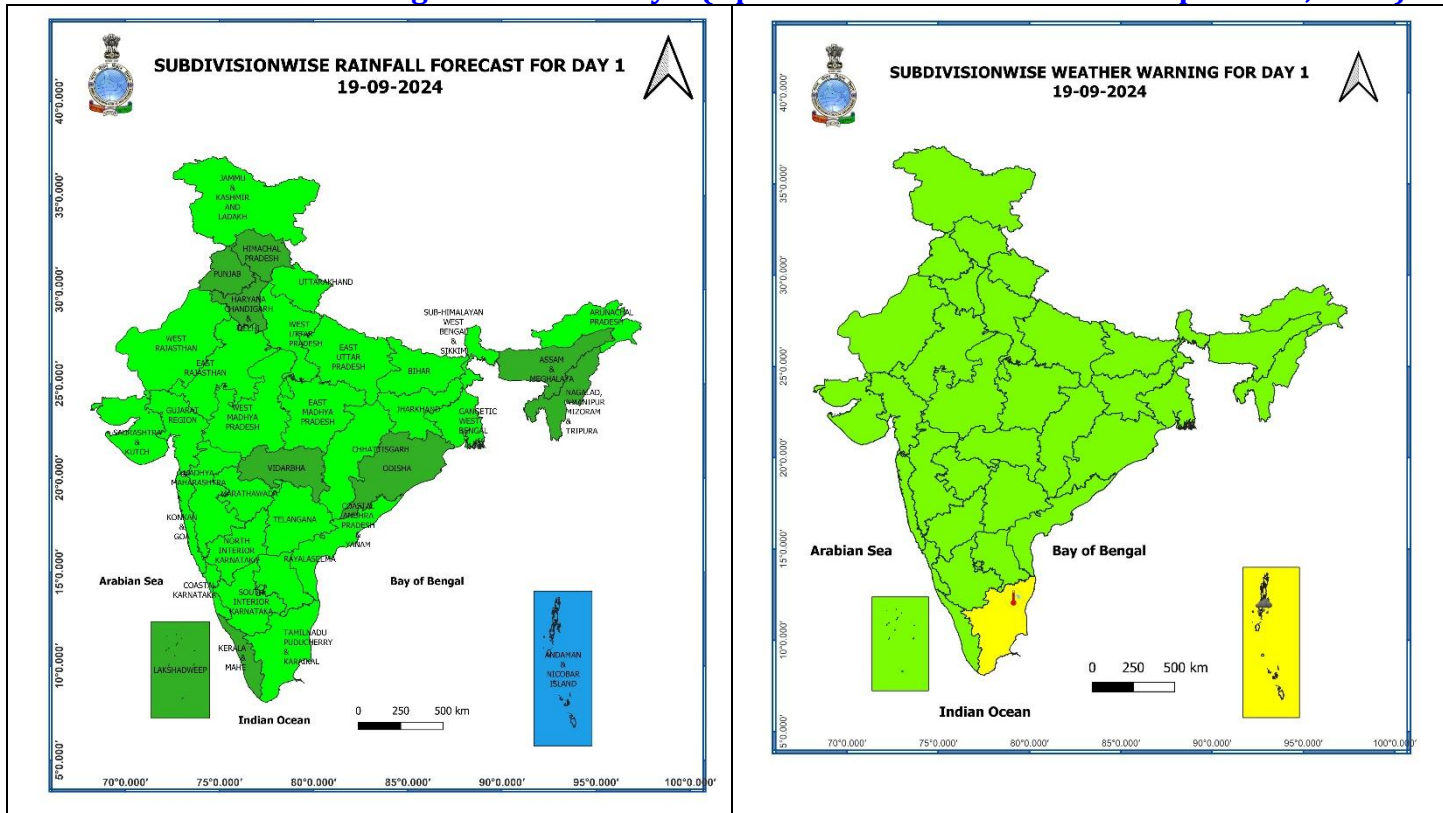 SUBDIVISIONWISE RAINFALL FORECAST FOR DAY 1
19-09-2024
40°0.000'
35°0.000'
30°0.000'
25°0.000'
20°0.000'
15°0.000'
10°0.000'
5°0.000'
JAMMU
&
KASHMIR
AND
LADAKH
HIMACHAL
PRADESH
PUNJAB
UTTARAKHAND
HARYANA
CHANDIGARH
&
DELHI
WEST
UTTAR
PRADESH
SUB-HIMALAYAN
WEST
BENGAL
&
SIKKIM
ARUNACHAL
PRADESH
WEST
RAJASTHAN
EAST
UTTAR
PRADESH
EAST
RAJASTHAN
BIHAR
ASSAM
&
MEGHALAYA
NAGALAD,
MANIPUR
MIZORAM
&
TRIPURA
GUJARAT
REGION
WEST
MADHYA
PRADESH
EAST
MADHYA
PRADESH
JHARKHAND
GANGETIC
WEST
BENGAL
SAURASHTRA
&
KUTCH
CHHATTISGARH
VIDARBHA
ODISHA
MADHYA
MAHARASHTRA
MARATHAWADA
KONKAN
&
GOA
TELANGANA
COASTAL
ANDHRA
PRADESH
&
YANAM
NORTH
INTERIOR
KARNATAKA
RAYALASELMA
Arabian Sea
Bay of Bengal
COASTAL
KARNATAKA
SOUTH
INTERIOR
KARNATAKA
TAMILNADU
PUDUCHERRY
&
KARAIKAL
KERALA
&
MAHE
LAKSHADWEEP
ANDAMAN
&
NICOBAR
ISLAND
Indian Ocean
0 250 500 km
70°0.000' 75°0.000' 80°0.000' 85°0.000' 90°0.000' 95°0.000' 100°0.000'
SUBDIVISIONWISE WEATHER WARNING FOR DAY 1
19-09-2024
40°0.000'
35°0.000'
30°0.000'
25°0.000'
20°0.000'
15°0.000'
10°0.000'
5°0.000'
Arabian Sea
Bay of Bengal
0 250 500 km
Indian Ocean
70°0.000' 75°0.000' 80°0.000' 85°0.000' 90°0.000' 95°0.000' 100°0.000'